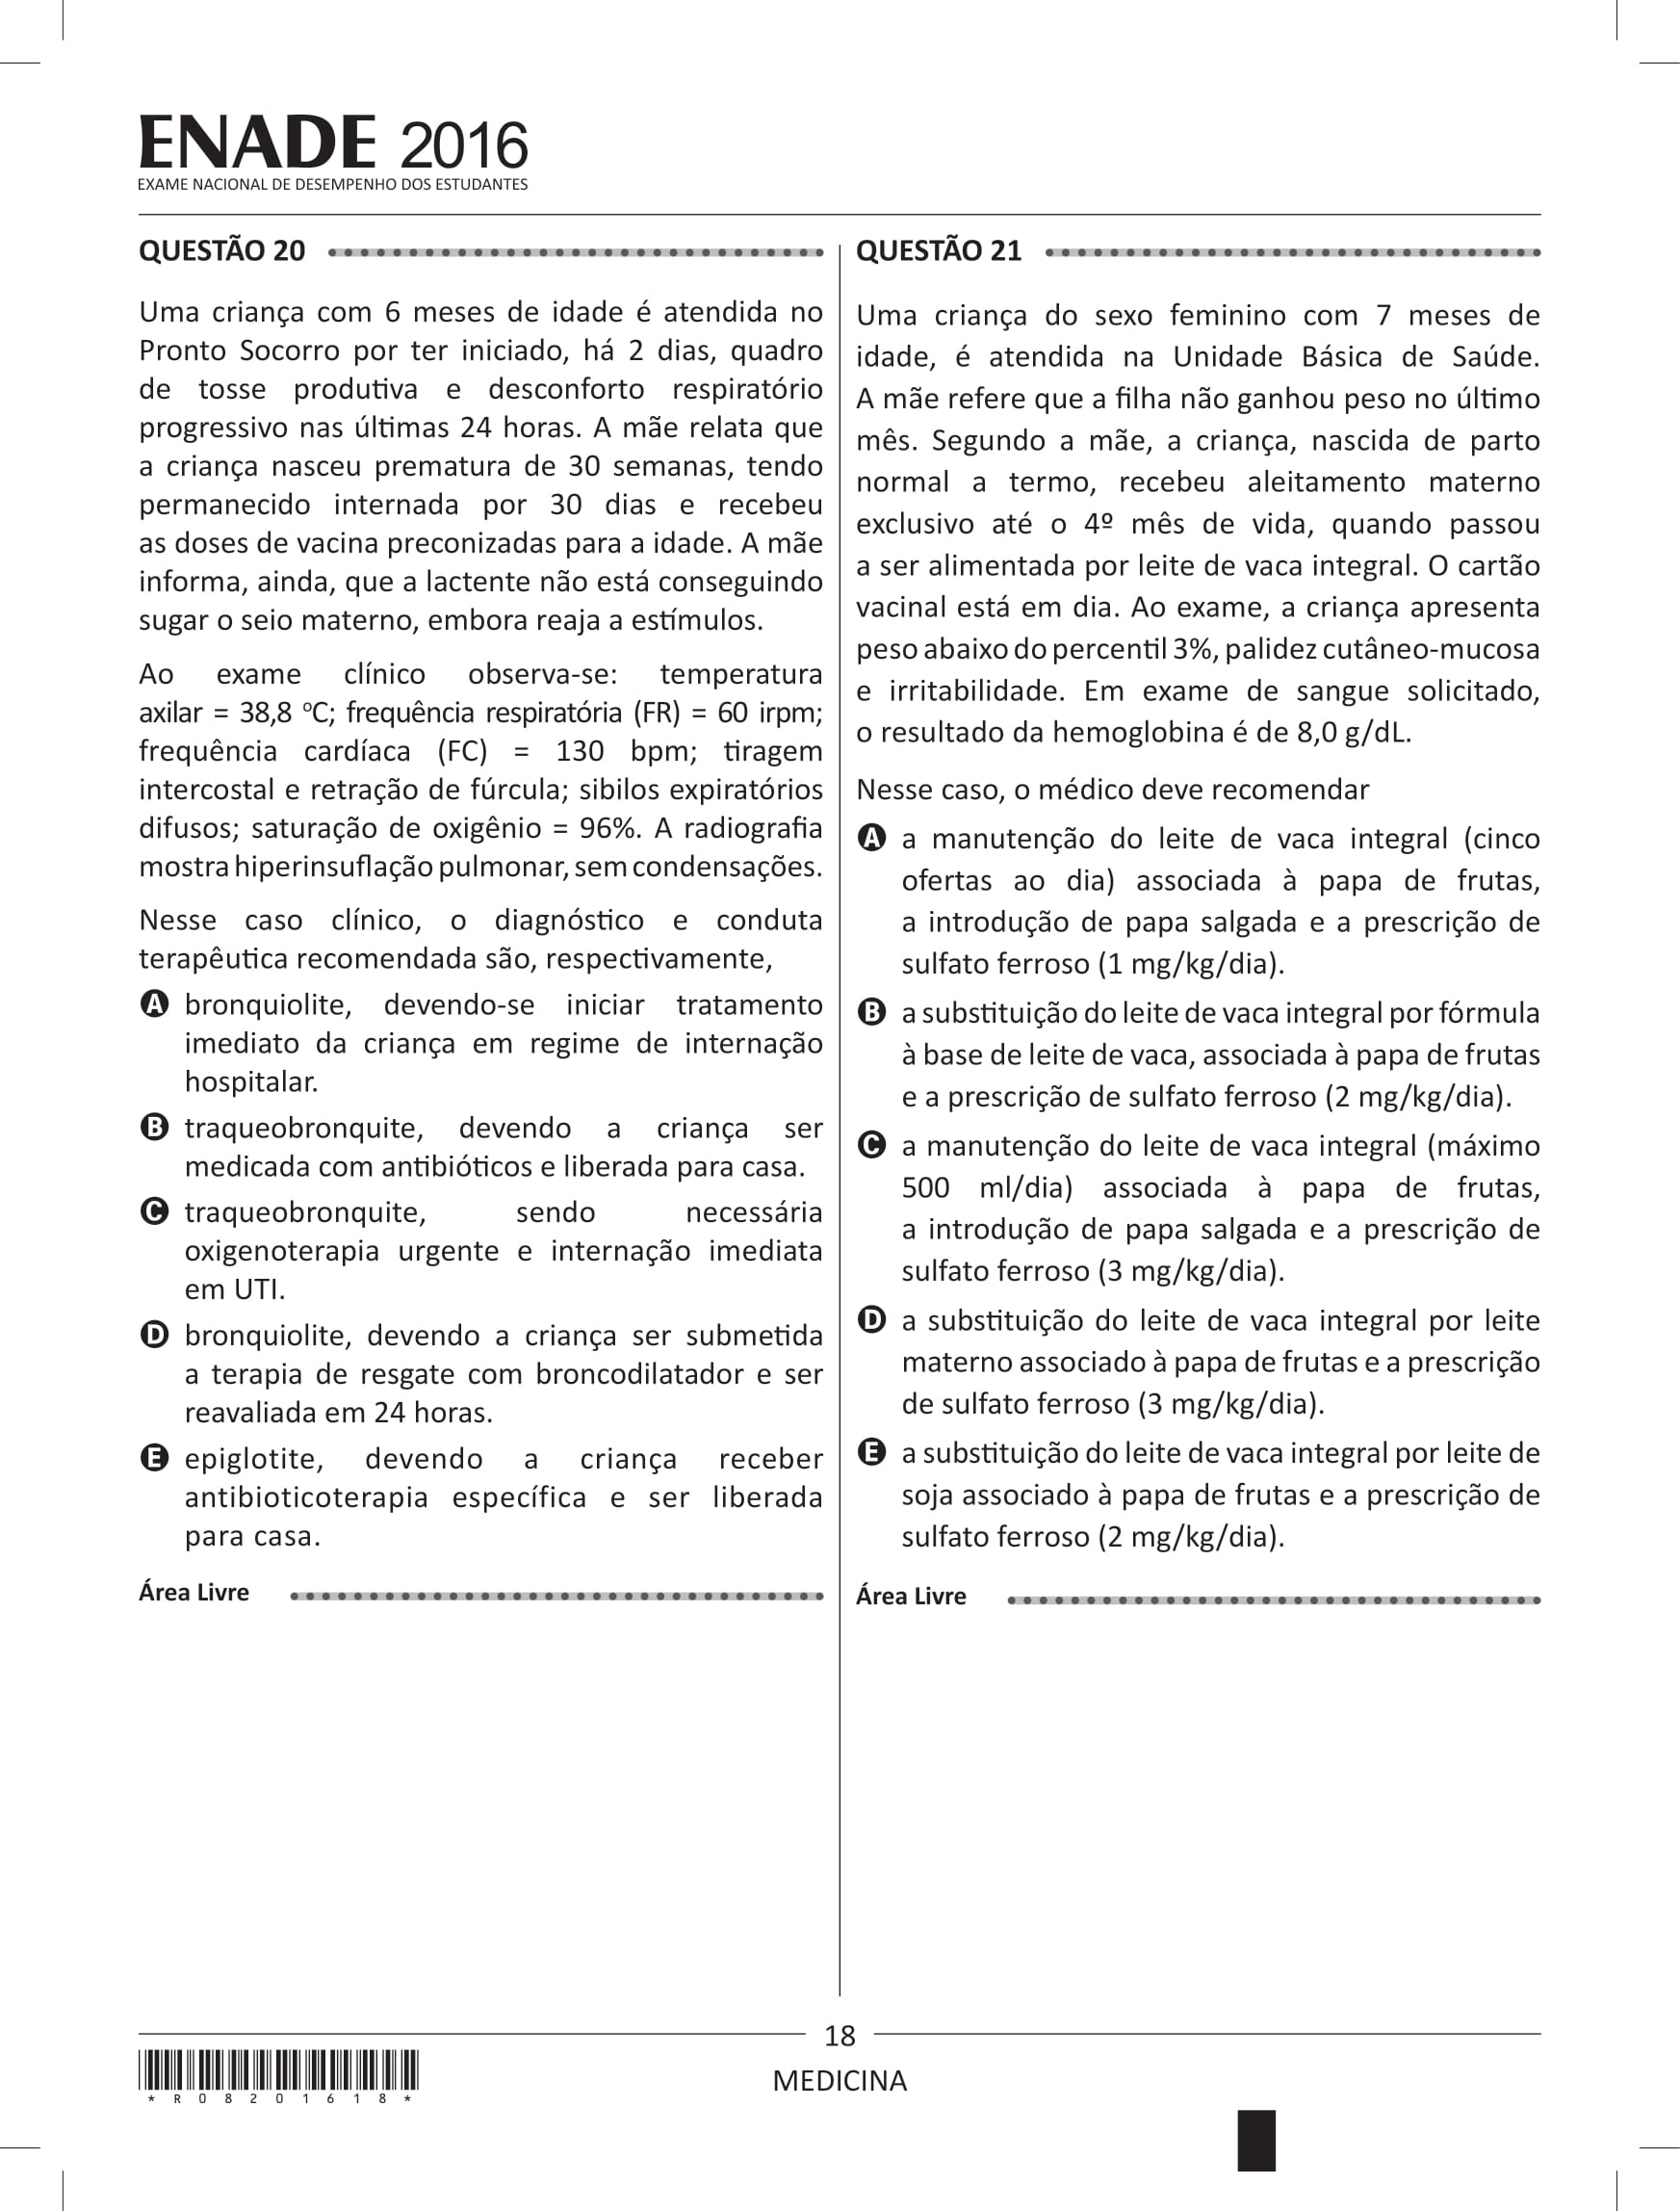 ENADE 2016
EXAME NACIONAL DE DESEMPENHO DOS ESTUDANTES
QUESTÃO 20
Uma criança com 6 meses de idade é atendida no
Pronto Socorro por ter iniciado, há 2 dias, quadro
de tosse produtiva e desconforto respiratório
progressivo nas últimas 24 horas. A mãe relata que
a criança nasceu prematura de 30 semanas, tendo
permanecido internada por 30 dias e recebeu
as doses de vacina preconizadas para a idade. A mãe
informa, ainda, que a lactente não está conseguindo
sugar o seio materno, embora reaja a estímulos.
Ao exame clínico observa-se: temperatura
axilar = 38,8 ºC; frequência respiratória (FR) = 60 irpm;
frequência cardíaca (FC) = 130 bpm; tiragem
intercostal e retração de fúrcula; sibilos expiratórios
difusos; saturação de oxigênio = 96%. A radiografia
mostra hiperinsuflação pulmonar, sem condensações.
Nesse caso clínico, o diagnóstico e conduta
terapêutica recomendada são, respectivamente,
A bronquiolite, devendo-se iniciar tratamento
imediato da criança em regime de internação
hospitalar.
B traqueobronquite, devendo a criança ser
medicada com antibióticos e liberada para casa.
C traqueobronquite, sendo necessária
oxigenoterapia urgente e internação imediata
em UTI.
D bronquiolite, devendo a criança ser submetida
a terapia de resgate com broncodilatador e ser
reavaliada em 24 horas.
E epiglotite, devendo a criança receber
antibioticoterapia específica e ser liberada
para casa.
Área Livre
QUESTÃO 21
Uma criança do sexo feminino com 7 meses de
idade, é atendida na Unidade Básica de Saúde.
A mãe refere que a filha não ganhou peso no último
mês. Segundo a mãe, a criança, nascida de parto
normal a termo, recebeu aleitamento materno
exclusivo até o 4º mês de vida, quando passou
a ser alimentada por leite de vaca integral. O cartão
vacinal está em dia. Ao exame, a criança apresenta
peso abaixo do percentil 3%, palidez cutâneo-mucosa
e irritabilidade. Em exame de sangue solicitado,
o resultado da hemoglobina é de 8,0 g/dL.
Nesse caso, o médico deve recomendar
A a manutenção do leite de vaca integral (cinco
ofertas ao dia) associada à papa de frutas,
a introdução de papa salgada e a prescrição de
sulfato ferroso (1 mg/kg/dia).
B a substituição do leite de vaca integral por fórmula
à base de leite de vaca, associada à papa de frutas
e a prescrição de sulfato ferroso (2 mg/kg/dia).
C a manutenção do leite de vaca integral (máximo
500 ml/dia) associada à papa de frutas,
a introdução de papa salgada e a prescrição de
sulfato ferroso (3 mg/kg/dia).
D a substituição do leite de vaca integral por leite
materno associado à papa de frutas e a prescrição
de sulfato ferroso (3 mg/kg/dia).
E a substituição do leite de vaca integral por leite de
soja associado à papa de frutas e a prescrição de
sulfato ferroso (2 mg/kg/dia).
Área Livre
18
MEDICINA
*R08201618*